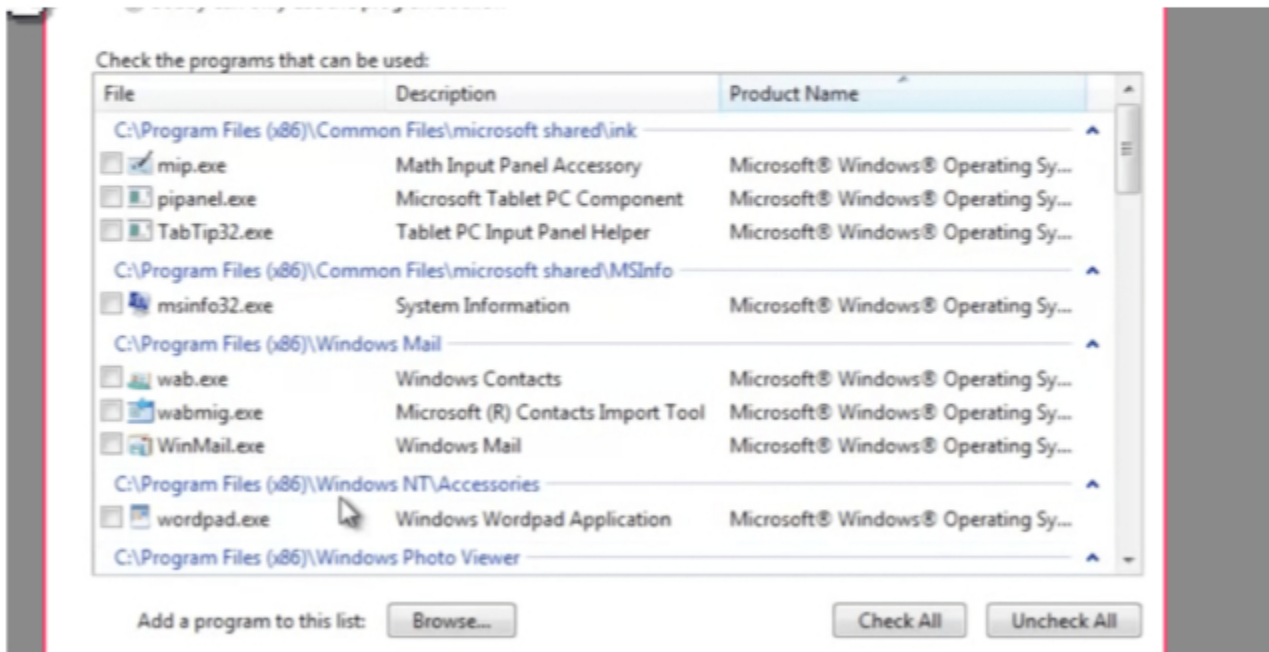 Check the programs that can be used:
File Description Product Name
C:\Program Files (x86)\Common Files\microsoft shared\ink
mip.exe Math Input Panel Accessory Microsoft® Windows® Operating Sy...
pipanel.exe Microsoft Tablet PC Component Microsoft® Windows® Operating Sy...
TabTip32.exe Tablet PC Input Panel Helper Microsoft® Windows® Operating Sy...
C:\Program Files (x86)\Common Files\microsoft shared\MSInfo
msinfo32.exe System Information Microsoft® Windows® Operating Sy...
C:\Program Files (x86)\Windows Mail
wab.exe Windows Contacts Microsoft® Windows® Operating Sy...
wabmig.exe Microsoft (R) Contacts Import Tool Microsoft® Windows® Operating Sy...
WinMail.exe Windows Mail Microsoft® Windows® Operating Sy...
C:\Program Files (x86)\Windows NT\Accessories
wordpad.exe Windows Wordpad Application Microsoft® Windows® Operating Sy...
C:\Program Files (x86)\Windows Photo Viewer
Add a program to this list: Browse... Check All Uncheck All